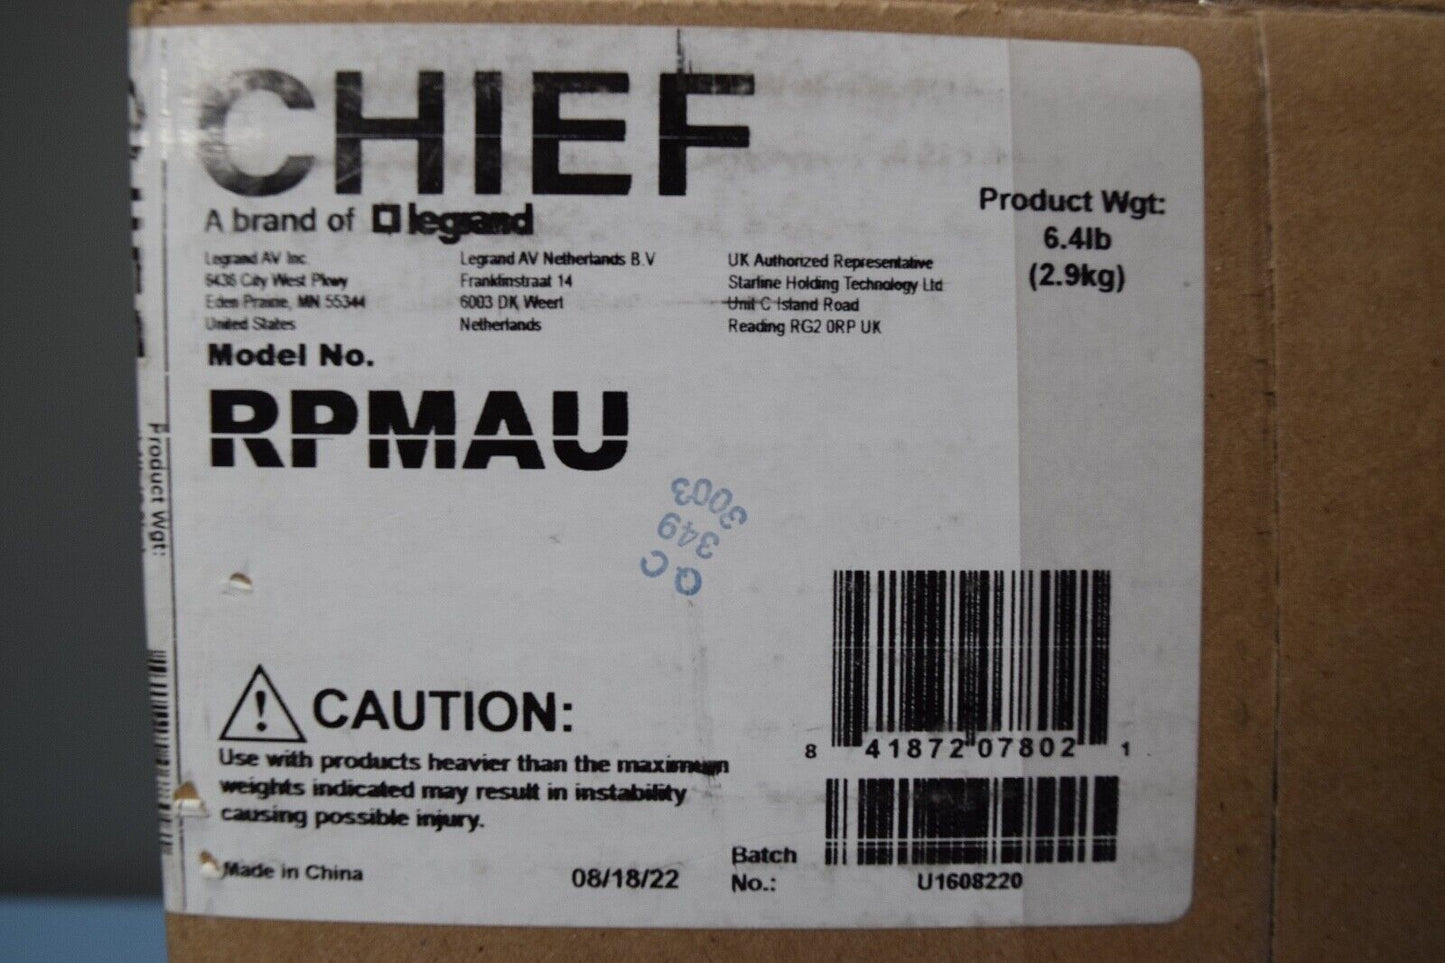 CHIEF
A brand of legrand
Legrand AV Inc.
6436 City West Pkwy
Eden Prairie, MN 55344
United States
Legrand AV Netherlands B.V
Franklinstraat 14
6003 DK Weert
Netherlands
UK Authorized Representative
Starline Holding Technology Ltd
Unit C Island Road
Reading RG2 0RP UK
Product Wgt:
6.4lb
(2.9kg)
Model No.
RPMAU
QC
349
3003
CAUTION:
Use with products heavier than the maximum
weights indicated may result in instability
causing possible injury.
8 41872 07802 1
Made in China
08/18/22
Batch
No.:
U1608220
Product Wgt: